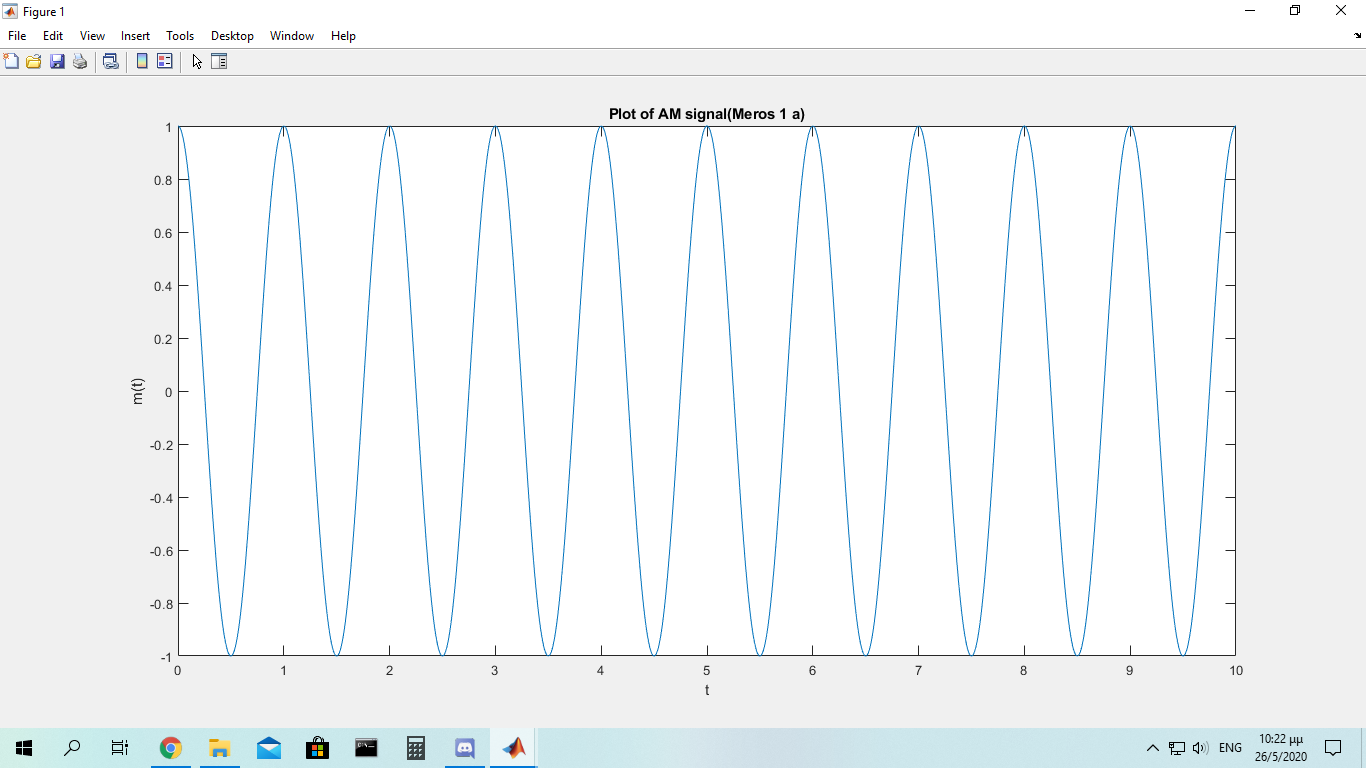 Figure 1
File Edit View Insert Tools Desktop Window Help
Plot of AM signal(Meros 1 a)
1
0.8
0.6
0.4
0.2
0
-0.2
-0.4
-0.6
-0.8
-1
m(t)
0 1 2 3 4 5 6 7 8 9 10
t
ENG
10:22 μμ
26/5/2020